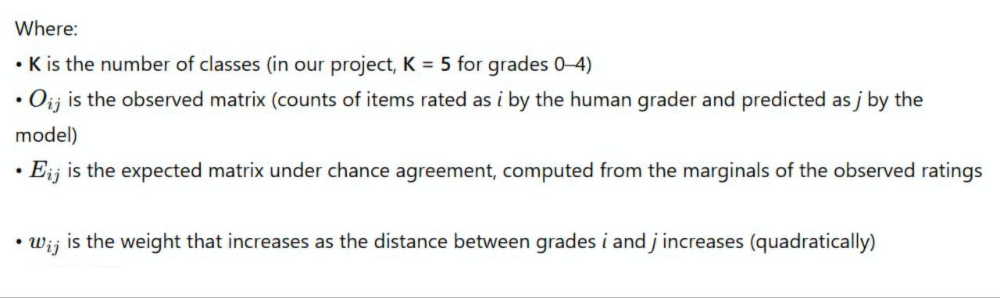 Where:
• K is the number of classes (in our project, K = 5 for grades 0–4)
• O_{ij} is the observed matrix (counts of items rated as i by the human grader and predicted as j by the
model)
• E_{ij} is the expected matrix under chance agreement, computed from the marginals of the observed ratings
• w_{ij} is the weight that increases as the distance between grades i and j increases (quadratically)